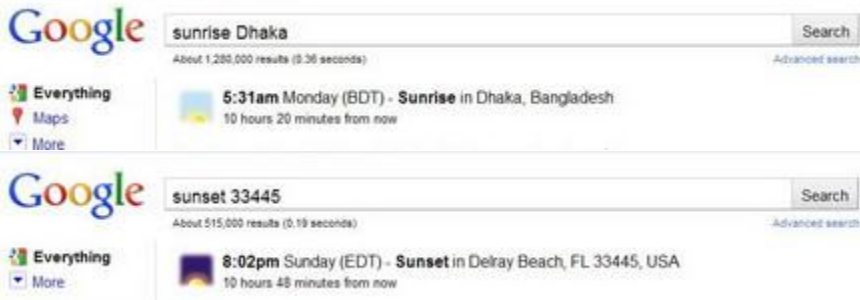 Google
sunrise Dhaka
Search
About 1,280,000 results (0.36 seconds)
Advanced search
Everything
5:31am Monday (BDT) - Sunrise in Dhaka, Bangladesh
Maps
10 hours 20 minutes from now
More
Google
sunset 33445
Search
About 515,000 results (0.19 seconds)
Advanced search
Everything
8:02pm Sunday (EDT) - Sunset in Delray Beach, FL 33445, USA
More
10 hours 48 minutes from now